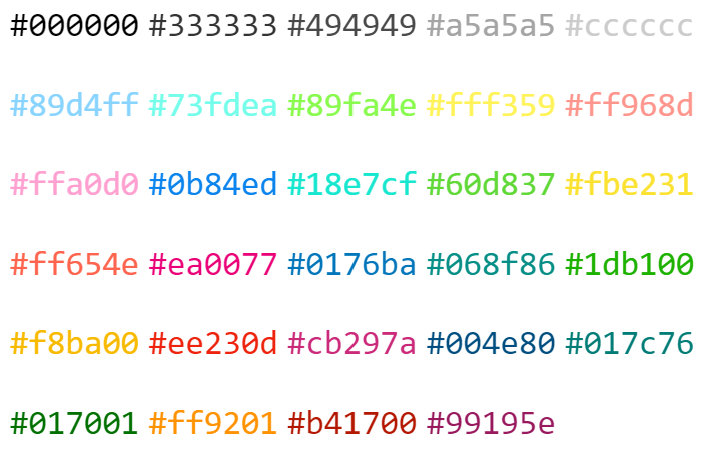 #000000 #333333 #494949 #a5a5a5 #cccccc
#89d4ff #73fdea #89fa4e #fff359 #ff968d
#ffa0d0 #0b84ed #18e7cf #60d837 #fbe231
#ff654e #ea0077 #0176ba #068f86 #1db100
#f8ba00 #ee230d #cb297a #004e80 #017c76
#017001 #ff9201 #b41700 #99195e